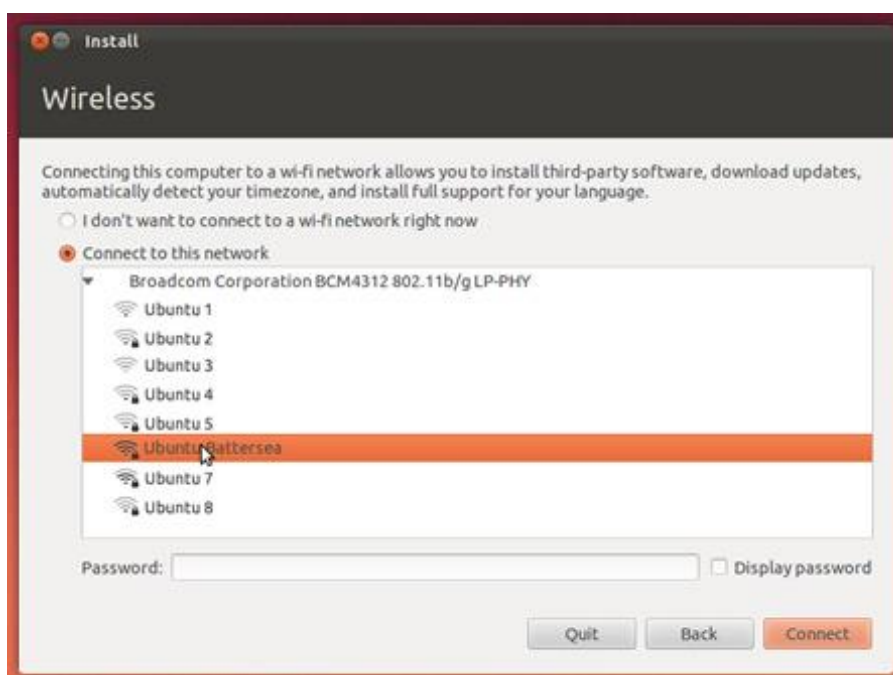 Install
Wireless
Connecting this computer to a wi-fi network allows you to install third-party software, download updates,
automatically detect your timezone, and install full support for your language.
I don't want to connect to a wi-fi network right now
Connect to this network
Broadcom Corporation BCM4312 802.11b/g LP-PHY
Ubuntu 1
Ubuntu 2
Ubuntu 3
Ubuntu 4
Ubuntu 5
Ubuntu Battersea
Ubuntu 7
Ubuntu 8
Password: Display password
Quit Back Connect